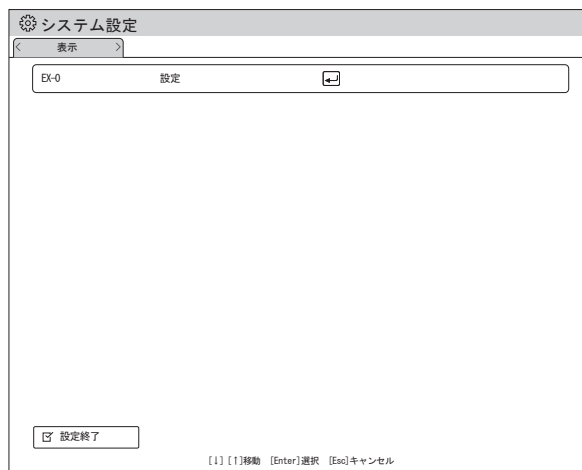 システム設定
< 表示 >
EX-0 設定
設定終了
[↓][↑]移動 [Enter]選択 [Esc]キャンセル